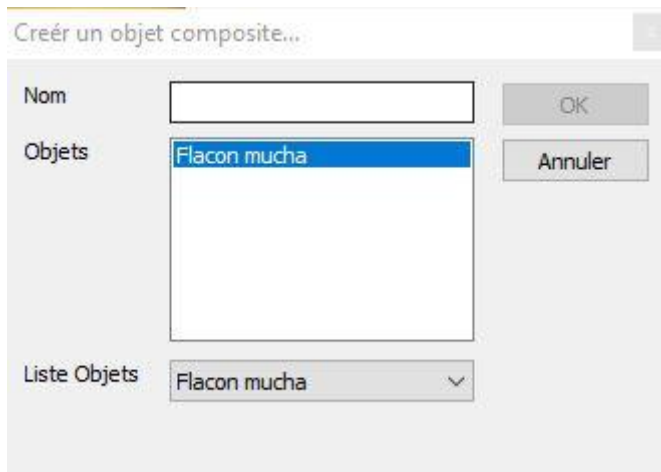 Creér un objet composite...
Nom
OK
Objets
Flacon mucha
Annuler
Liste Objets
Flacon mucha